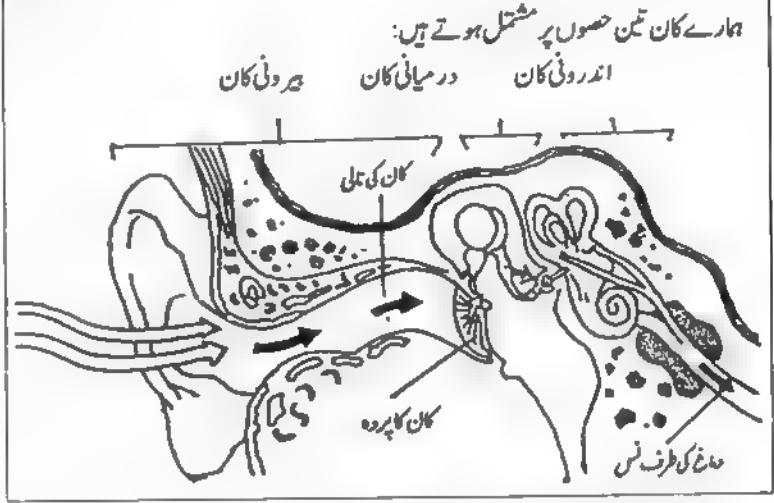 ہمارے کان تین حصوں پر مشتمل ہوتے ہیں:
اندرونی کان درمیانی کان بیرونی کان
کان کی نالی
کان کا پردہ
دماغ کی طرف نس